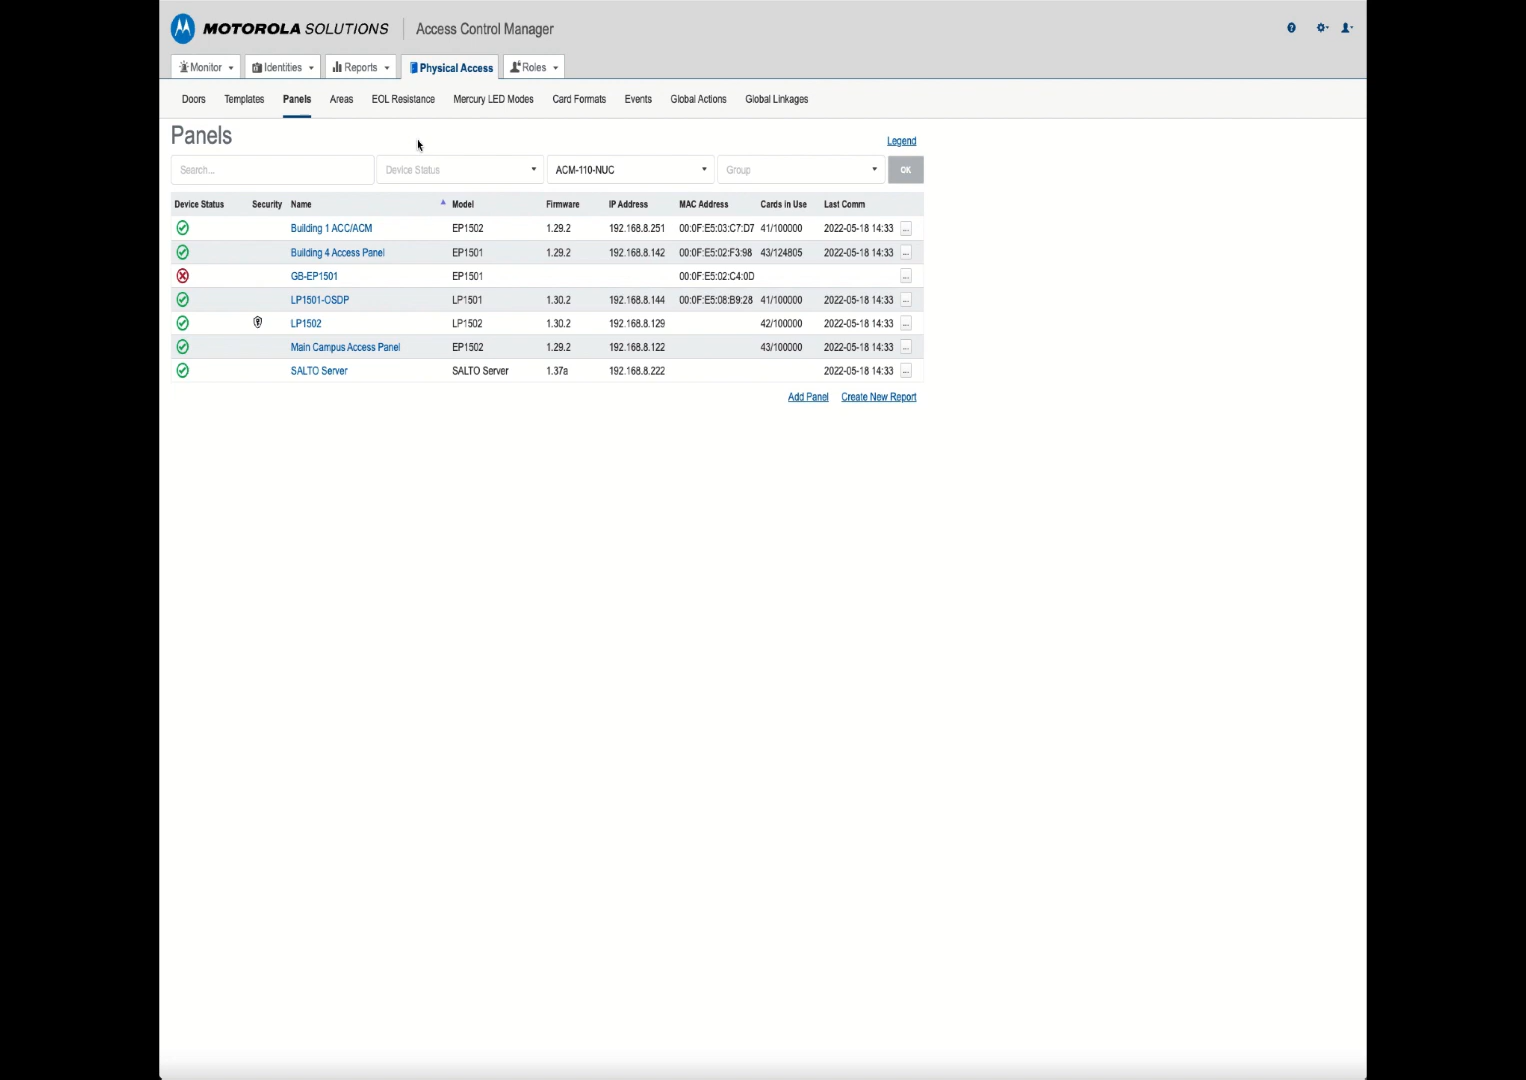 MOTOROLA SOLUTIONS Access Control Manager
Monitor Identities Reports Physical Access Roles
Doors Templates Panels Areas EOL Resistance Mercury LED Modes Card Formats Events Global Actions Global Linkages
Panels
Legend
Search... Device Status ACM-110-NUC Group OK
Device Status Security Name Model Firmware IP Address MAC Address Cards in Use Last Comm
Building 1 ACC/ACM EP1502 1.29.2 192.168.8.251 00:0F:E5:03:C7:D7 41/100000 2022-05-18 14:33 ...
Building 4 Access Panel EP1501 1.29.2 192.168.8.142 00:0F:E5:02:F3:98 43/124805 2022-05-18 14:33 ...
GB-EP1501 EP1501 00:0F:E5:02:C4:0D ...
LP1501-OSDP LP1501 1.30.2 192.168.8.144 00:0F:E5:08:B9:28 41/100000 2022-05-18 14:33 ...
LP1502 LP1502 1.30.2 192.168.8.129 42/100000 2022-05-18 14:33 ...
Main Campus Access Panel EP1502 1.29.2 192.168.8.122 43/100000 2022-05-18 14:33 ...
SALTO Server SALTO Server 1.37a 192.168.8.222 2022-05-18 14:33 ...
Add Panel Create New Report